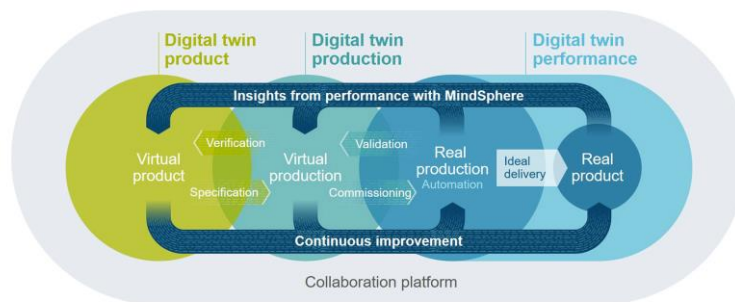 Digital twin
product
Digital twin
production
Digital twin
performance
Insights from performance with MindSphere
Verification
Validation
Virtual
product
Virtual
production
Real
production
Automation
Ideal
delivery
Real
product
Specification
Commissioning
Continuous improvement
Collaboration platform